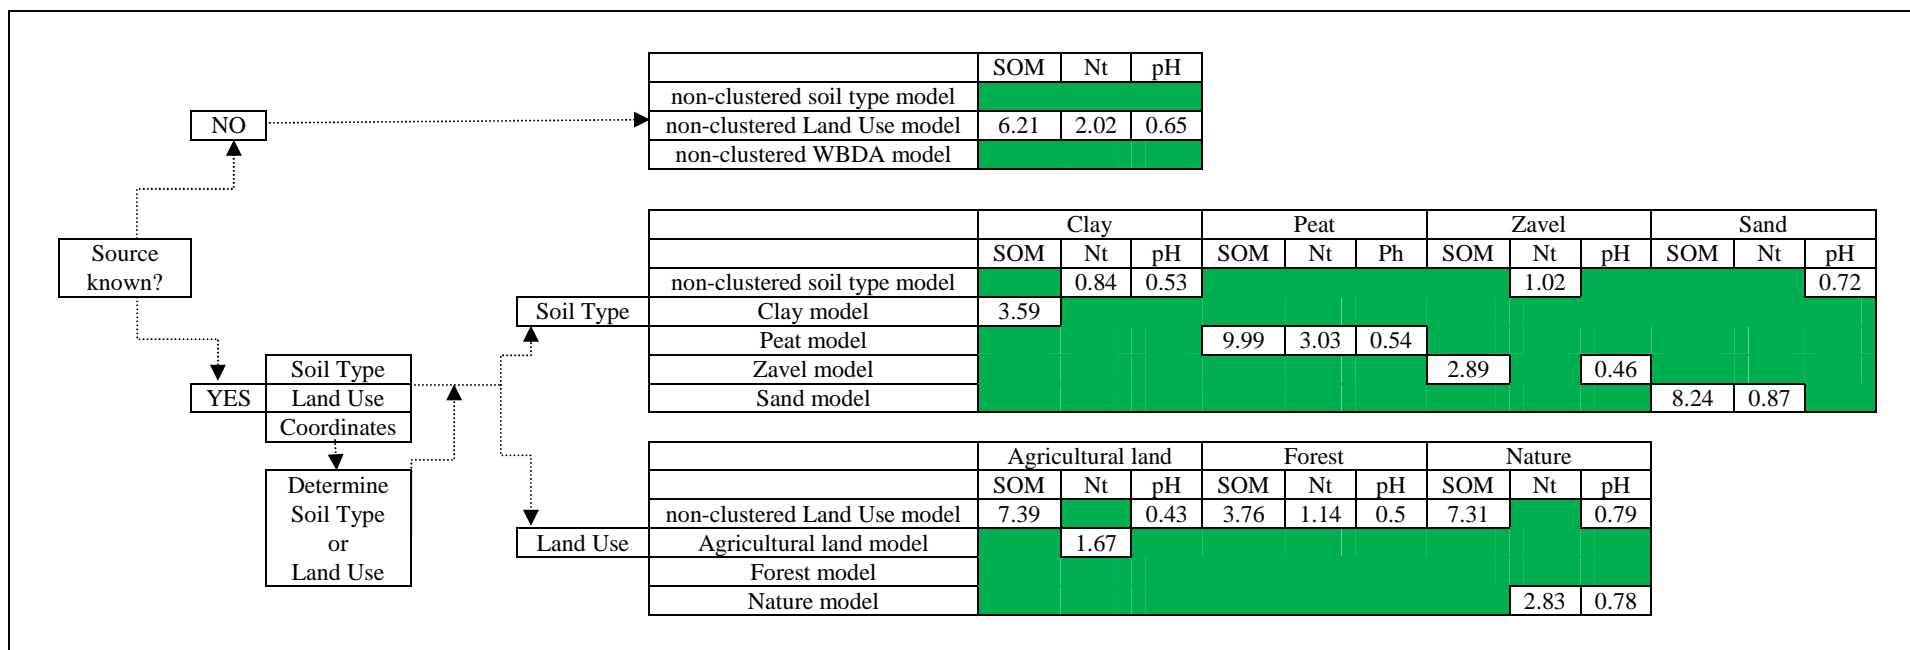 SOM Nt pH
non-clustered soil type model
NO
non-clustered Land Use model 6.21 2.02 0.65
non-clustered WBDA model
Source
known?
Clay Peat Zavel Sand
SOM Nt pH SOM Nt Ph SOM Nt pH SOM Nt pH
non-clustered soil type model 0.84 0.53 1.02 0.72
Soil Type
Clay model 3.59
Peat model 9.99 3.03 0.54
Zavel model 2.89 0.46
Sand model 8.24 0.87
YES
Soil Type
Land Use
Coordinates
Determine
Soil Type
or
Land Use
Agricultural land Forest Nature
SOM Nt pH SOM Nt pH SOM Nt pH
non-clustered Land Use model 7.39 0.43 3.76 1.14 0.5 7.31 0.79
Land Use
Agricultural land model 1.67
Forest model
Nature model 2.83 0.78